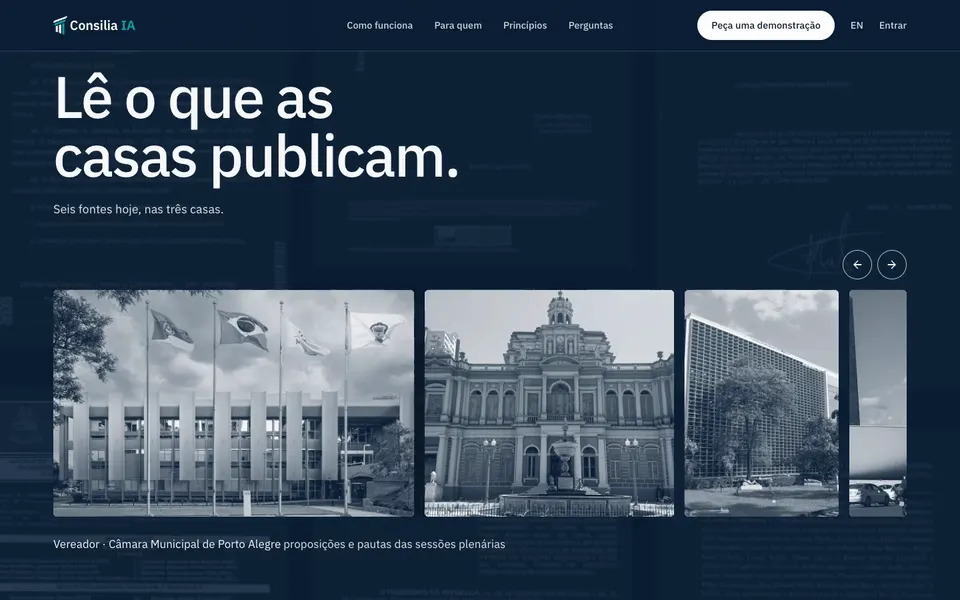 Consilia IA
Como funciona
Para quem
Princípios
Perguntas
Peça uma demonstração
EN
Entrar
Lê o que as
casas publicam.
Seis fontes hoje, nas três casas.
Vereador · Câmara Municipal de Porto Alegre proposições e pautas das sessões plenárias